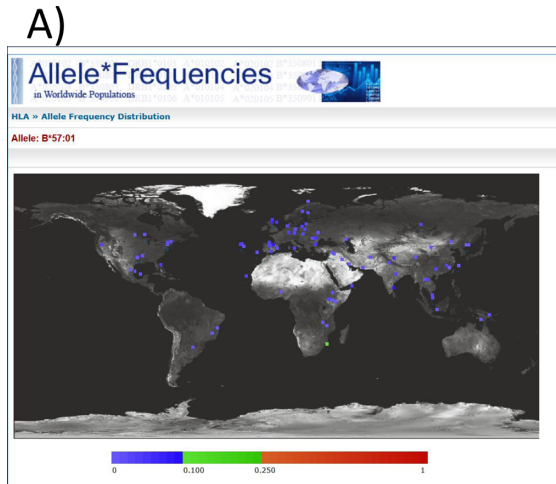 A)
Allele*Frequencies
in Worldwide Populations
HLA » Allele Frequency Distribution
Allele: B*57:01
0 0.100 0.250 1